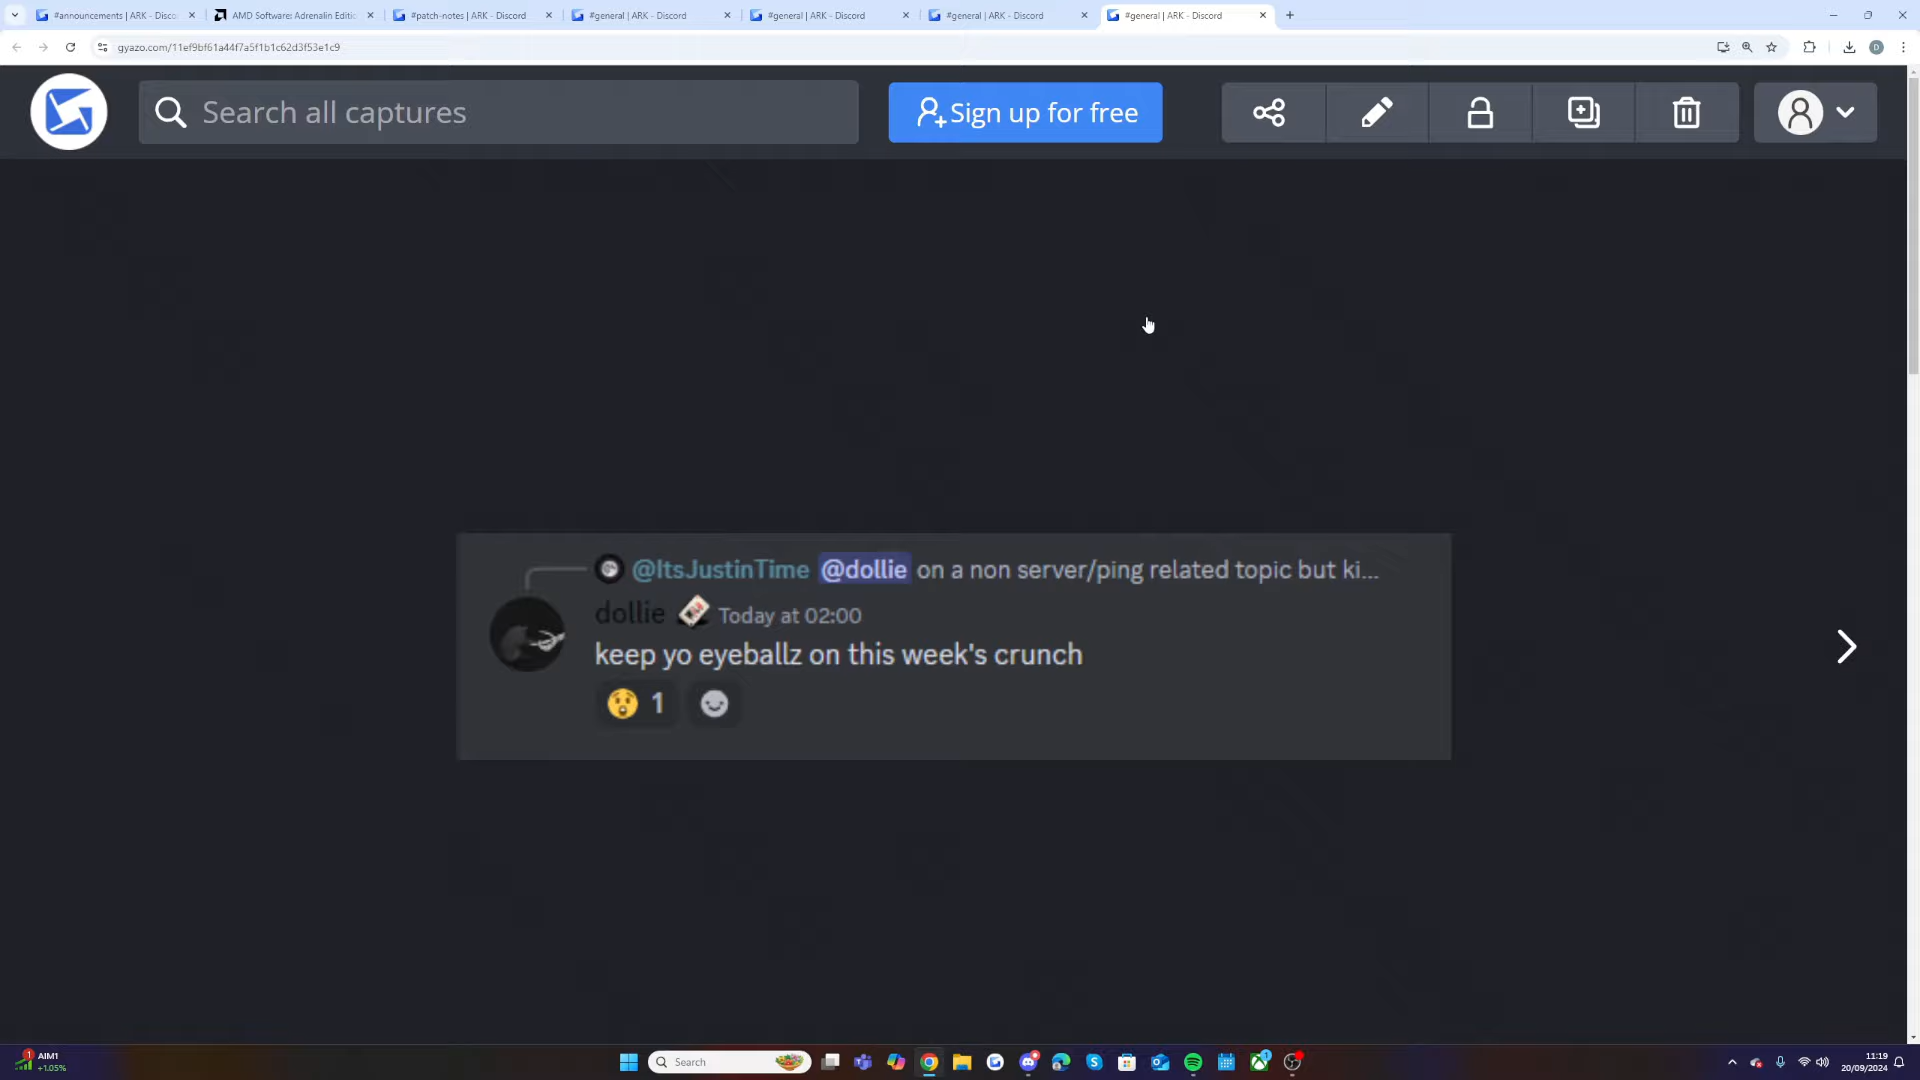 #announcements | ARK - Disco
AMD Software: Adrenalin Editi
#patch-notes | ARK - Discord
#general | ARK - Discord
#general | ARK - Discord
#general | ARK - Discord
#general | ARK - Discord
gyazo.com/11ef9bf61a44f7a5f1b1c62d3f53e1c9
D
Search all captures
Sign up for free
@ItsJustinTime @dollie on a non server/ping related topic but ki...
dollie Today at 02:00
keep yo eyeballz on this week's crunch
1
1
AIM1
+1.05%
Search
1
11:19
20/09/2024